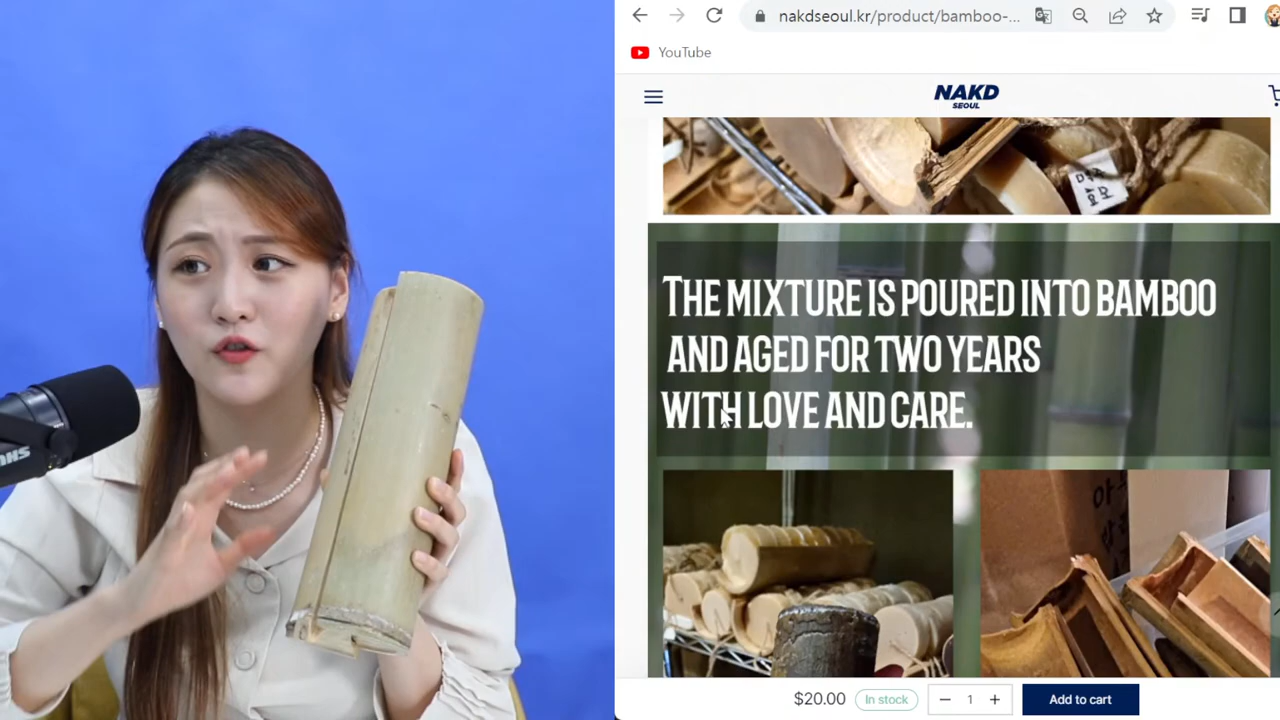 nakdseoul.kr/product/bamboo-...
YouTube
NAKD
SEOUL
THE MIXTURE IS POURED INTO BAMBOO
AND AGED FOR TWO YEARS
WITH LOVE AND CARE.
$20.00
In stock
− 1 +
Add to cart